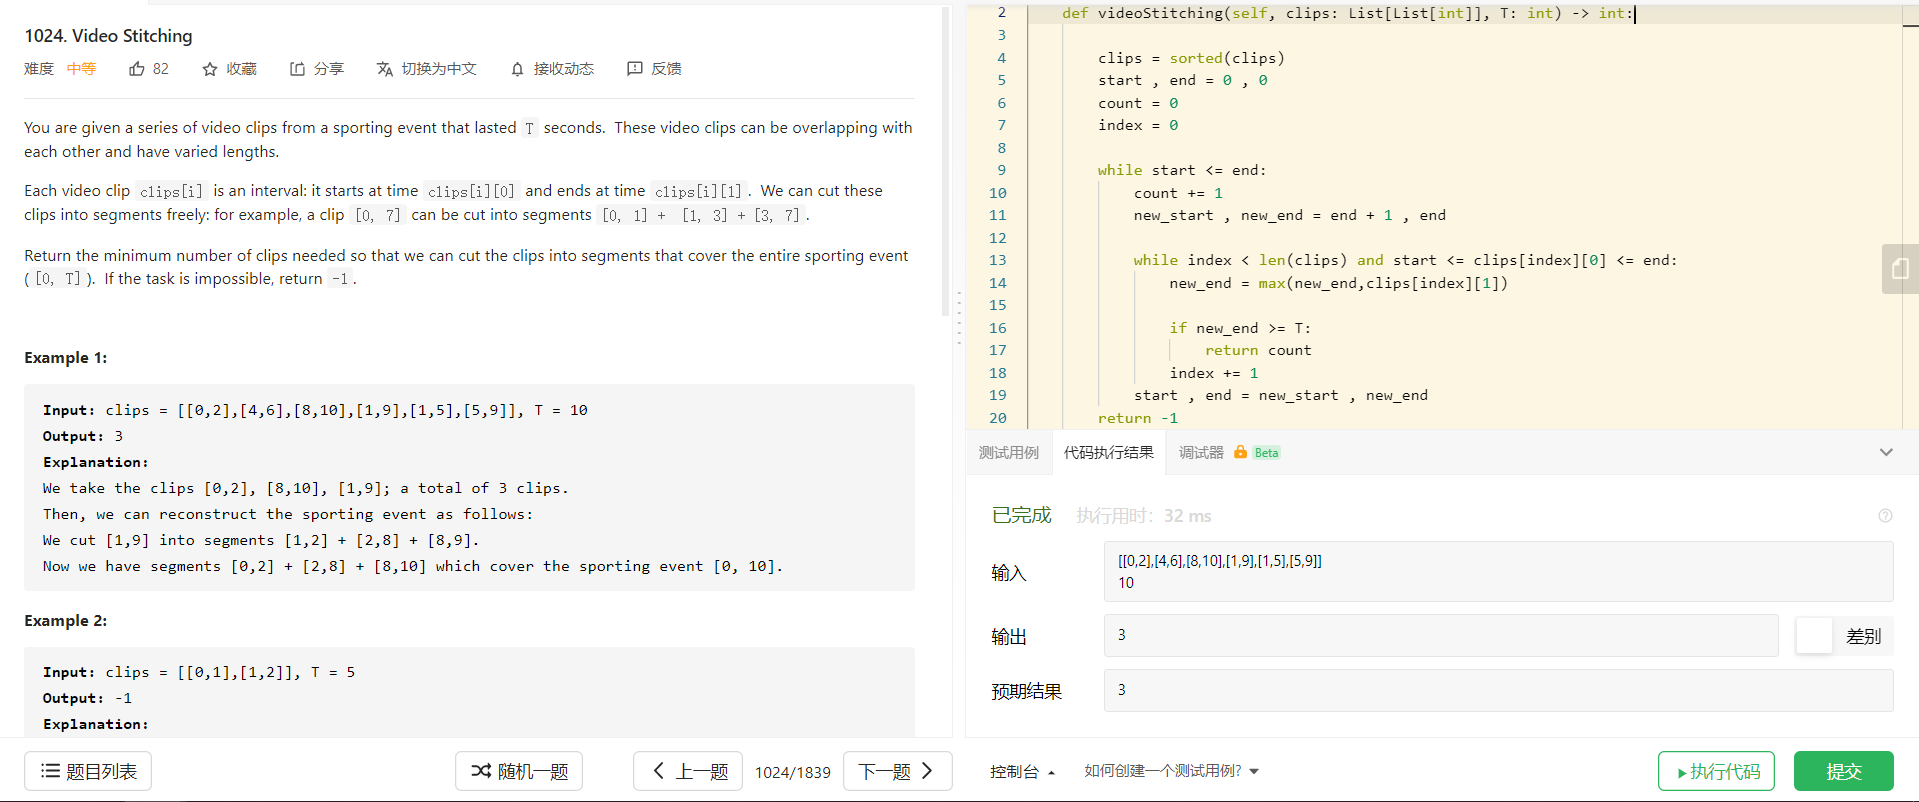 1024. Video Stitching
难度 中等 82 收藏 分享 切换为中文 接收动态 反馈
You are given a series of video clips from a sporting event that lasted T seconds. These video clips can be overlapping with
each other and have varied lengths.
Each video clip clips[i] is an interval: it starts at time clips[i][0] and ends at time clips[i][1]. We can cut these
clips into segments freely: for example, a clip [0, 7] can be cut into segments [0, 1] + [1, 3] + [3, 7].
Return the minimum number of clips needed so that we can cut the clips into segments that cover the entire sporting event
([0, T]). If the task is impossible, return -1.
Example 1:
Input: clips = [[0,2],[4,6],[8,10],[1,9],[1,5],[5,9]], T = 10
Output: 3
Explanation:
We take the clips [0,2], [8,10], [1,9]; a total of 3 clips.
Then, we can reconstruct the sporting event as follows:
We cut [1,9] into segments [1,2] + [2,8] + [8,9].
Now we have segments [0,2] + [2,8] + [8,10] which cover the sporting event [0, 10].
Example 2:
Input: clips = [[0,1],[1,2]], T = 5
Output: -1
Explanation:
题目列表 随机一题 上一题 1024/1839 下一题
2 def videoStitching(self, clips: List[List[int]], T: int) -> int:
3
4 clips = sorted(clips)
5 start , end = 0 , 0
6 count = 0
7 index = 0
8
9 while start <= end:
10 count += 1
11 new_start , new_end = end + 1 , end
12
13 while index < len(clips) and start <= clips[index][0] <= end:
14 new_end = max(new_end,clips[index][1])
15
16 if new_end >= T:
17 return count
18 index += 1
19 start , end = new_start , new_end
20 return -1
测试用例 代码执行结果 调试器 Beta
已完成 执行用时: 32 ms
输入 [[0,2],[4,6],[8,10],[1,9],[1,5],[5,9]]
10
输出 3 差别
预期结果 3
控制台 如何创建一个测试用例? 执行代码 提交